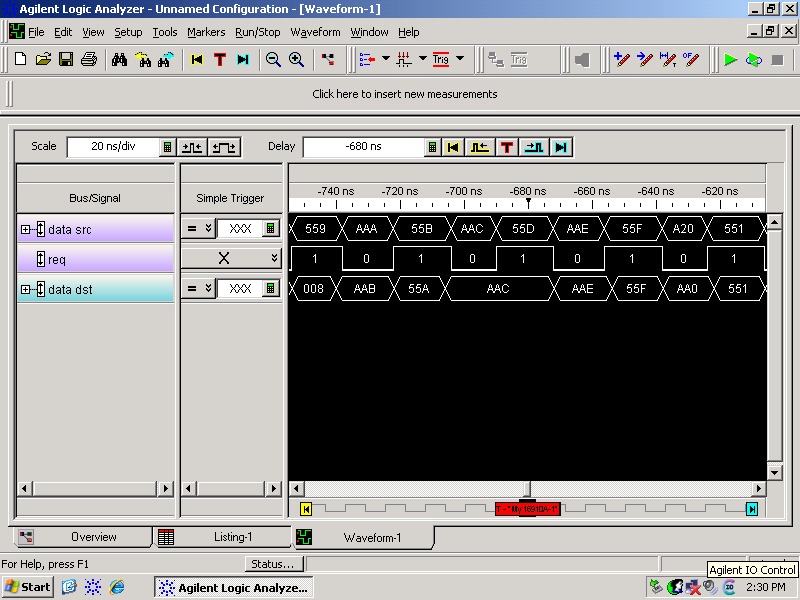 Agilent Logic Analyzer - Unnamed Configuration - [Waveform-1]
File Edit View Setup Tools Markers Run/Stop Waveform Window Help
T Trig Trig
Click here to insert new measurements
Scale 20 ns/div Delay -680 ns T
Bus/Signal Simple Trigger -740 ns -720 ns -700 ns -680 ns -660 ns -640 ns -620 ns
data src = XXX 559 AAA 55B AAC 55D AAE 55F A20 551
req X 1 0 1 0 1 0 1 0 1
data dst = XXX 008 AAB 55A AAC AAE 55F AA0 551
Overview Listing-1 Waveform-1
For Help, press F1 Status...
Agilent IO Control
Start Agilent Logic Analyze... 2:30 PM